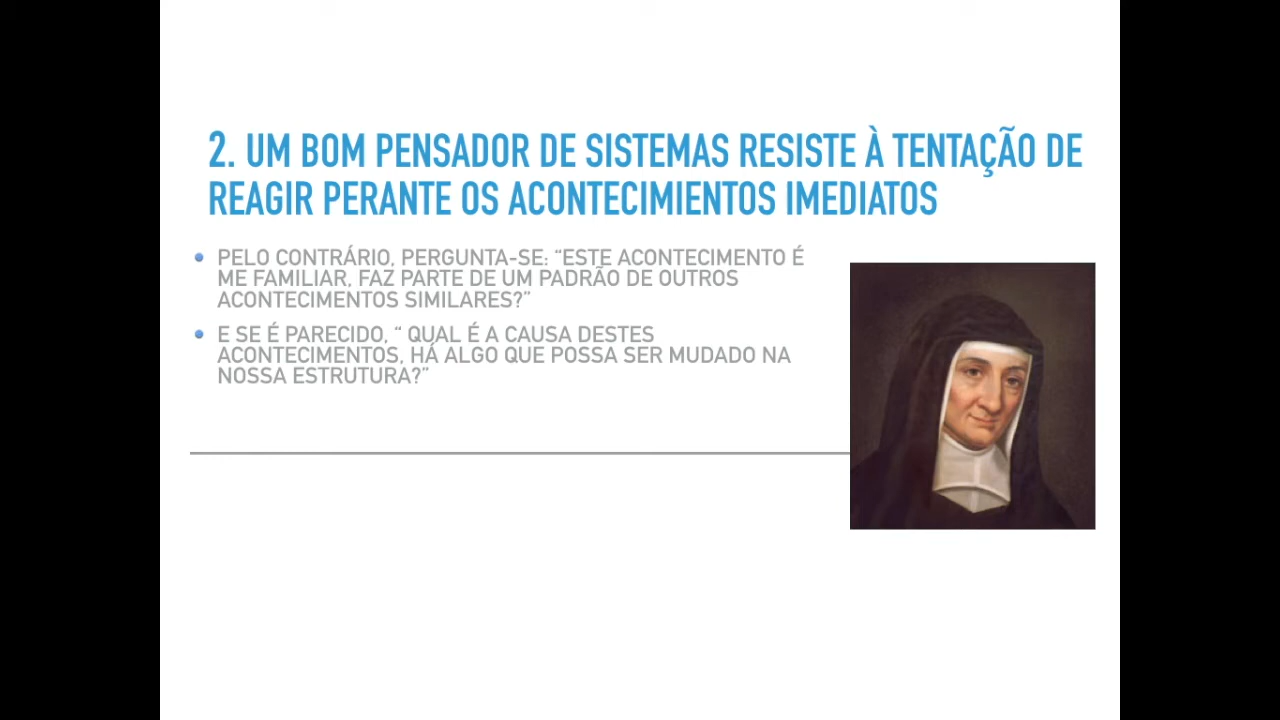 2. UM BOM PENSADOR DE SISTEMAS RESISTE À TENTAÇÃO DE
REAGIR PERANTE OS ACONTECIMIENTOS IMEDIATOS
• PELO CONTRÁRIO, PERGUNTA-SE: “ESTE ACONTECIMENTO É
ME FAMILIAR, FAZ PARTE DE UM PADRÃO DE OUTROS
ACONTECIMENTOS SIMILARES?”
• E SE É PARECIDO, “ QUAL É A CAUSA DESTES
ACONTECIMENTOS, HÁ ALGO QUE POSSA SER MUDADO NA
NOSSA ESTRUTURA?”